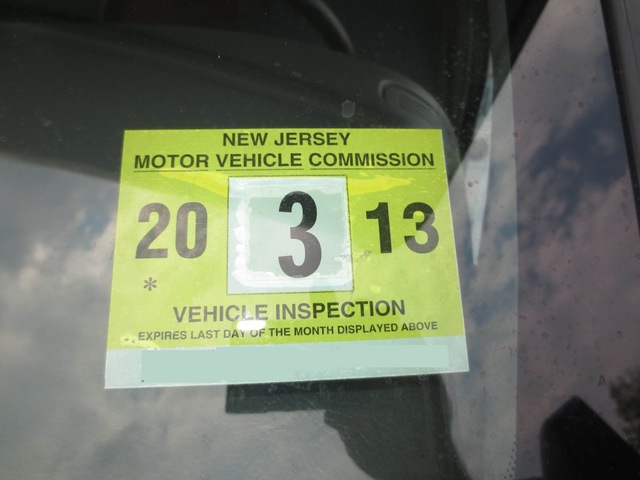 NEW JERSEY
MOTOR VEHICLE COMMISSION
20 3 13
*
VEHICLE INSPECTION
EXPIRES LAST DAY OF THE MONTH DISPLAYED ABOVE